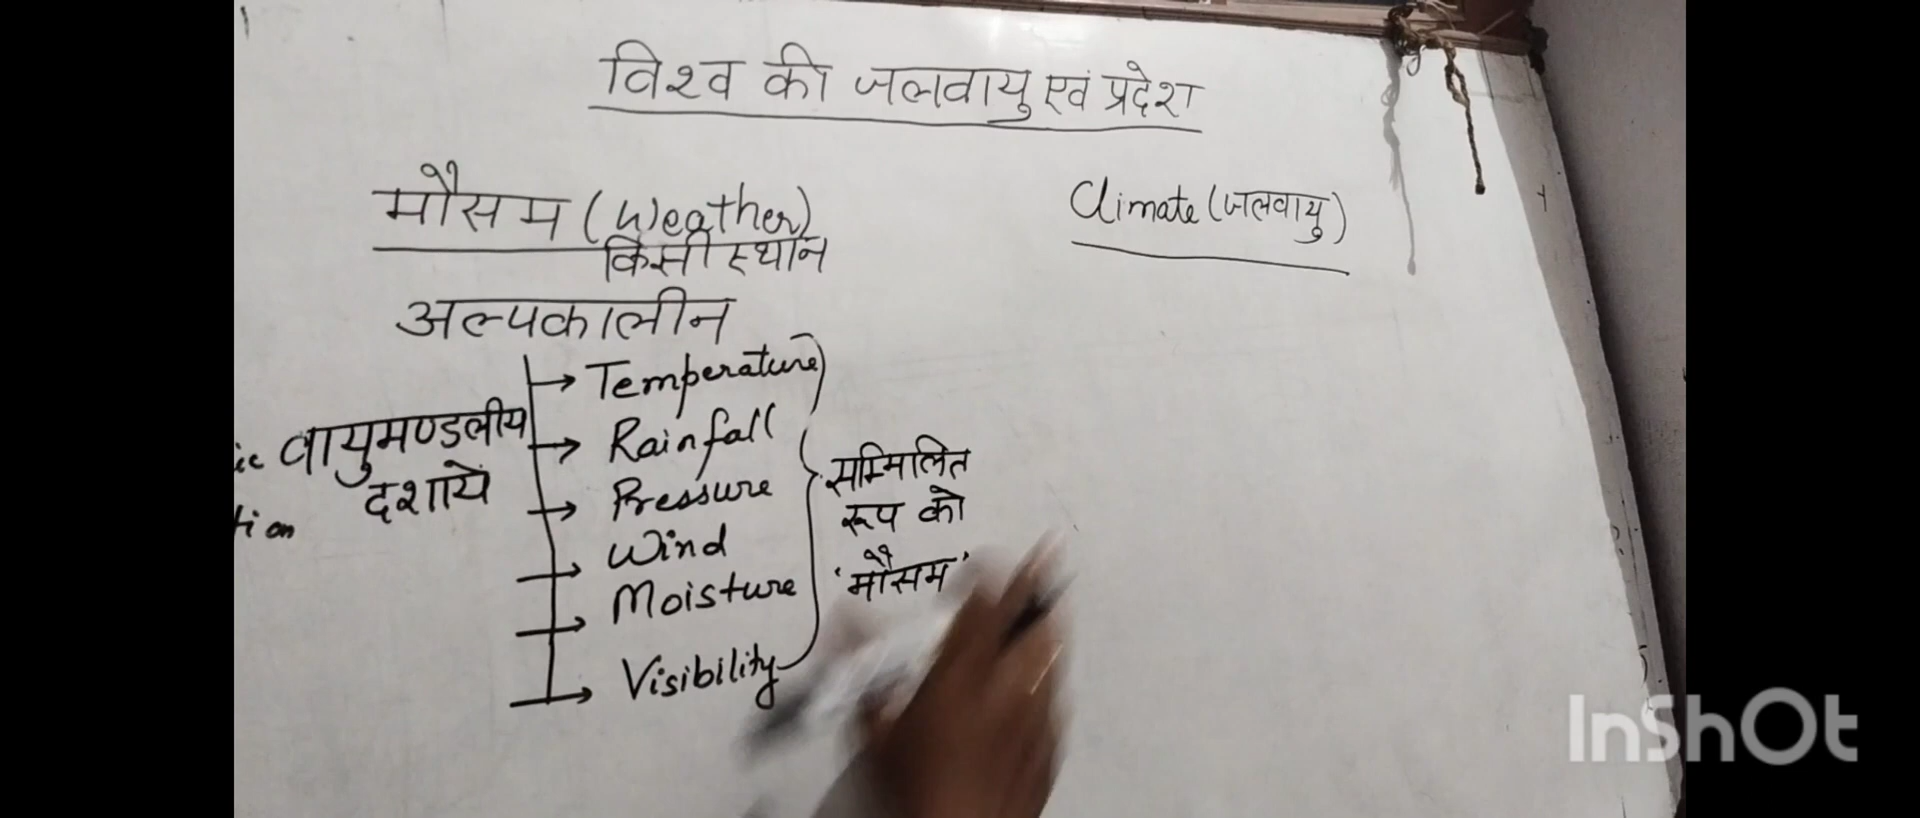 विश्व की जलवायु एवं प्रदेश
मौसम (Weather)
किसी स्थान
अल्पकालीन
वायुमण्डलीय
दशायें
→ Temperature
→ Rainfall
→ Pressure
→ Wind
→ Moisture
→ Visibility
सम्मिलित
रूप को
'मौसम'
Climate (जलवायु)
InShOt